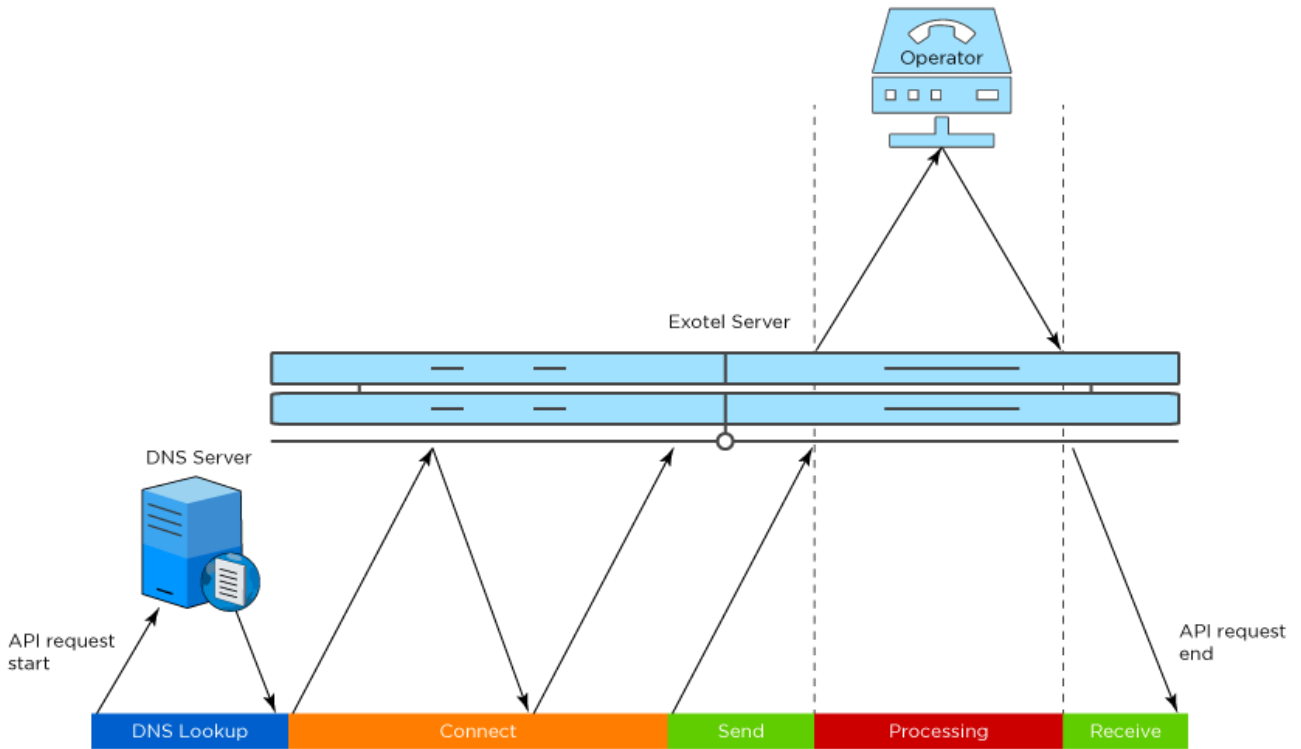 Operator
Exotel Server
DNS Server
API request
start
API request
end
DNS Lookup
Connect
Send
Processing
Receive